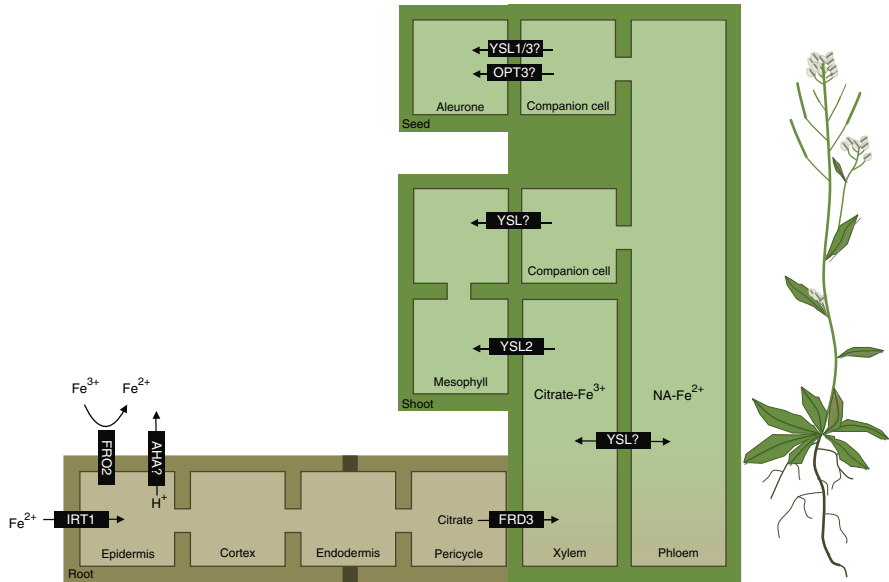 YSL1/3?
OPT3?
Aleurone
Companion cell
Seed
YSL?
Companion cell
YSL2
Mesophyll
Citrate-Fe3+
NA-Fe2+
Shoot
Fe3+
Fe2+
FRO2
AHA?
YSL?
H+
Fe2+
IRT1
Citrate
FRD3
Epidermis
Cortex
Endodermis
Pericycle
Xylem
Phloem
Root